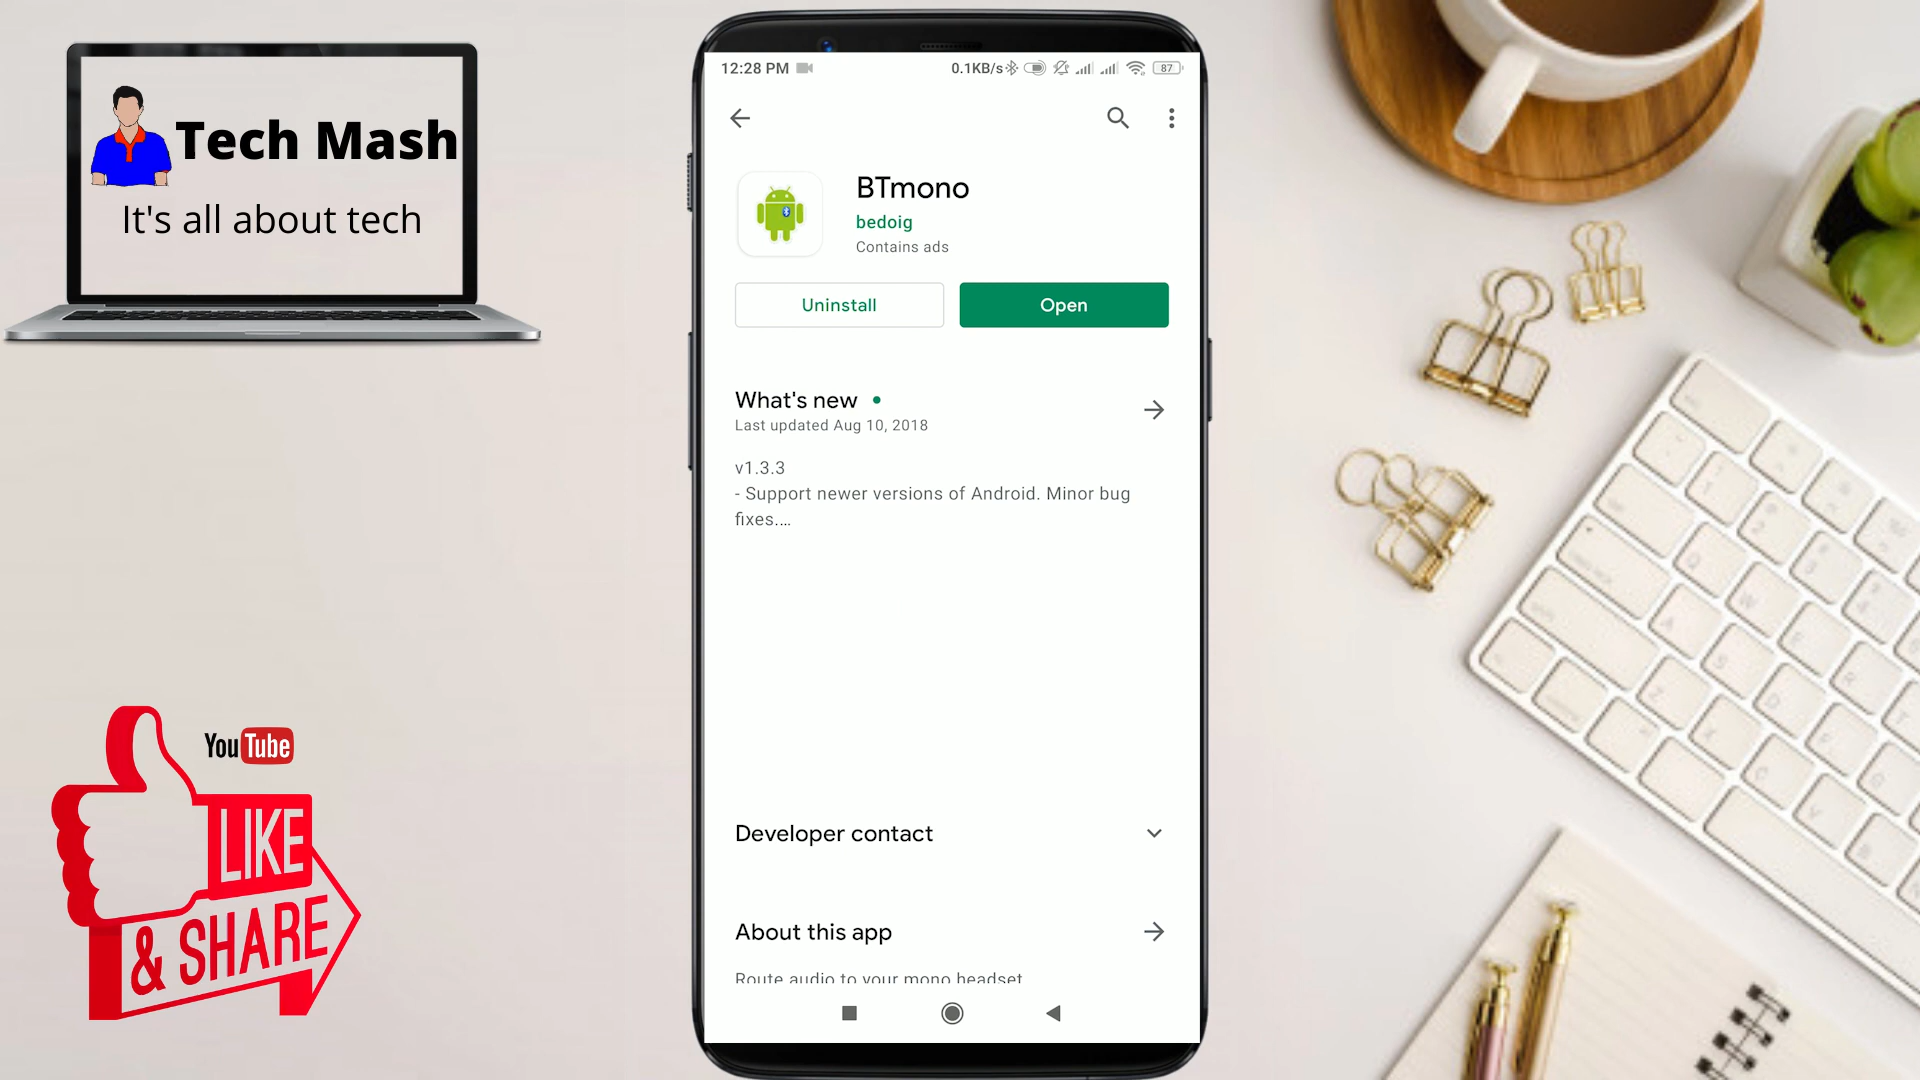 Tech Mash
It's all about tech
12:28 PM
0.1KB/s
87
BTmono
bedoig
Contains ads
Uninstall
Open
What's new
Last updated Aug 10, 2018
v1.3.3
- Support newer versions of Android. Minor bug
fixes....
Developer contact
About this app
Route audio to your mono headset
YouTube
LIKE
& SHARE